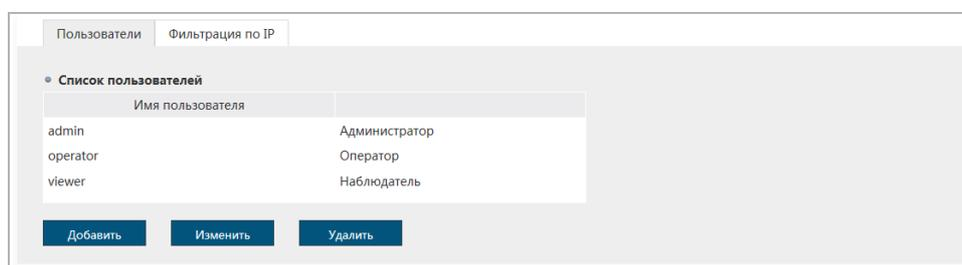 Пользователи Фильтрация по IP
Список пользователей
Имя пользователя
admin Администратор
operator Оператор
viewer Наблюдатель
Добавить Изменить Удалить